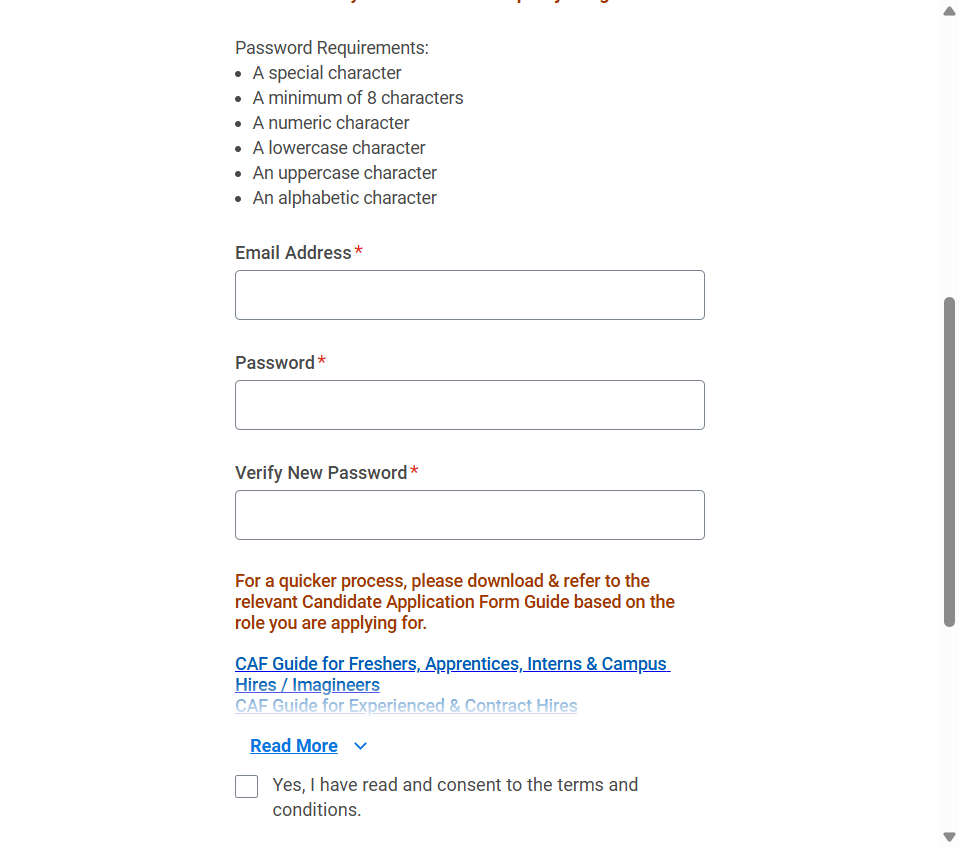 Password Requirements:
A special character
A minimum of 8 characters
A numeric character
A lowercase character
An uppercase character
An alphabetic character
Email Address*
Password*
Verify New Password*
For a quicker process, please download & refer to the
relevant Candidate Application Form Guide based on the
role you are applying for.
CAF Guide for Freshers, Apprentices, Interns & Campus
Hires / Imagineers
CAF Guide for Experienced & Contract Hires
Read More
Yes, I have read and consent to the terms and
conditions.